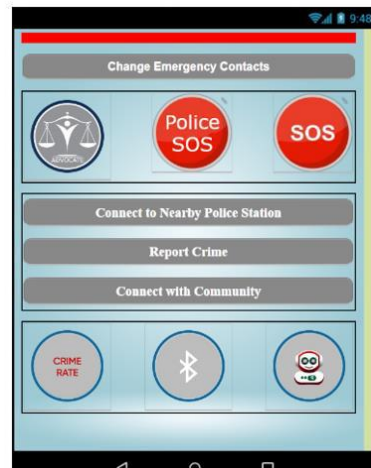 9:48
Change Emergency Contacts
ADVOCATE
Police
SOS
SOS
Connect to Nearby Police Station
Report Crime
Connect with Community
CRIME
RATE